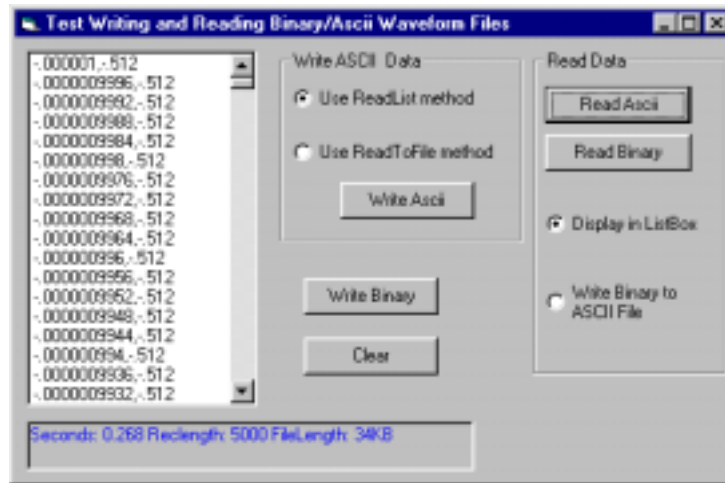 Test Writing and Reading Binary/Ascii Waveform Files
-.000001,-.512
-.0000009996,-.512
-.0000009992,-.512
-.0000009988,-.512
-.0000009984,-.512
-.000000998,-.512
-.0000009976,-.512
-.0000009972,-.512
-.0000009968,-.512
-.0000009964,-.512
-.000000996,-.512
-.0000009956,-.512
-.0000009952,-.512
-.0000009948,-.512
-.0000009944,-.512
-.000000994,-.512
-.0000009936,-.512
-.0000009932,-.512
Write ASCII Data
Use ReadList method
Use ReadToFile method
Write Ascii
Write Binary
Clear
Read Data
Read Ascii
Read Binary
Display in ListBox
Write Binary to
ASCII File
Seconds: 0.268 Reclength: 5000 FileLength: 34KB